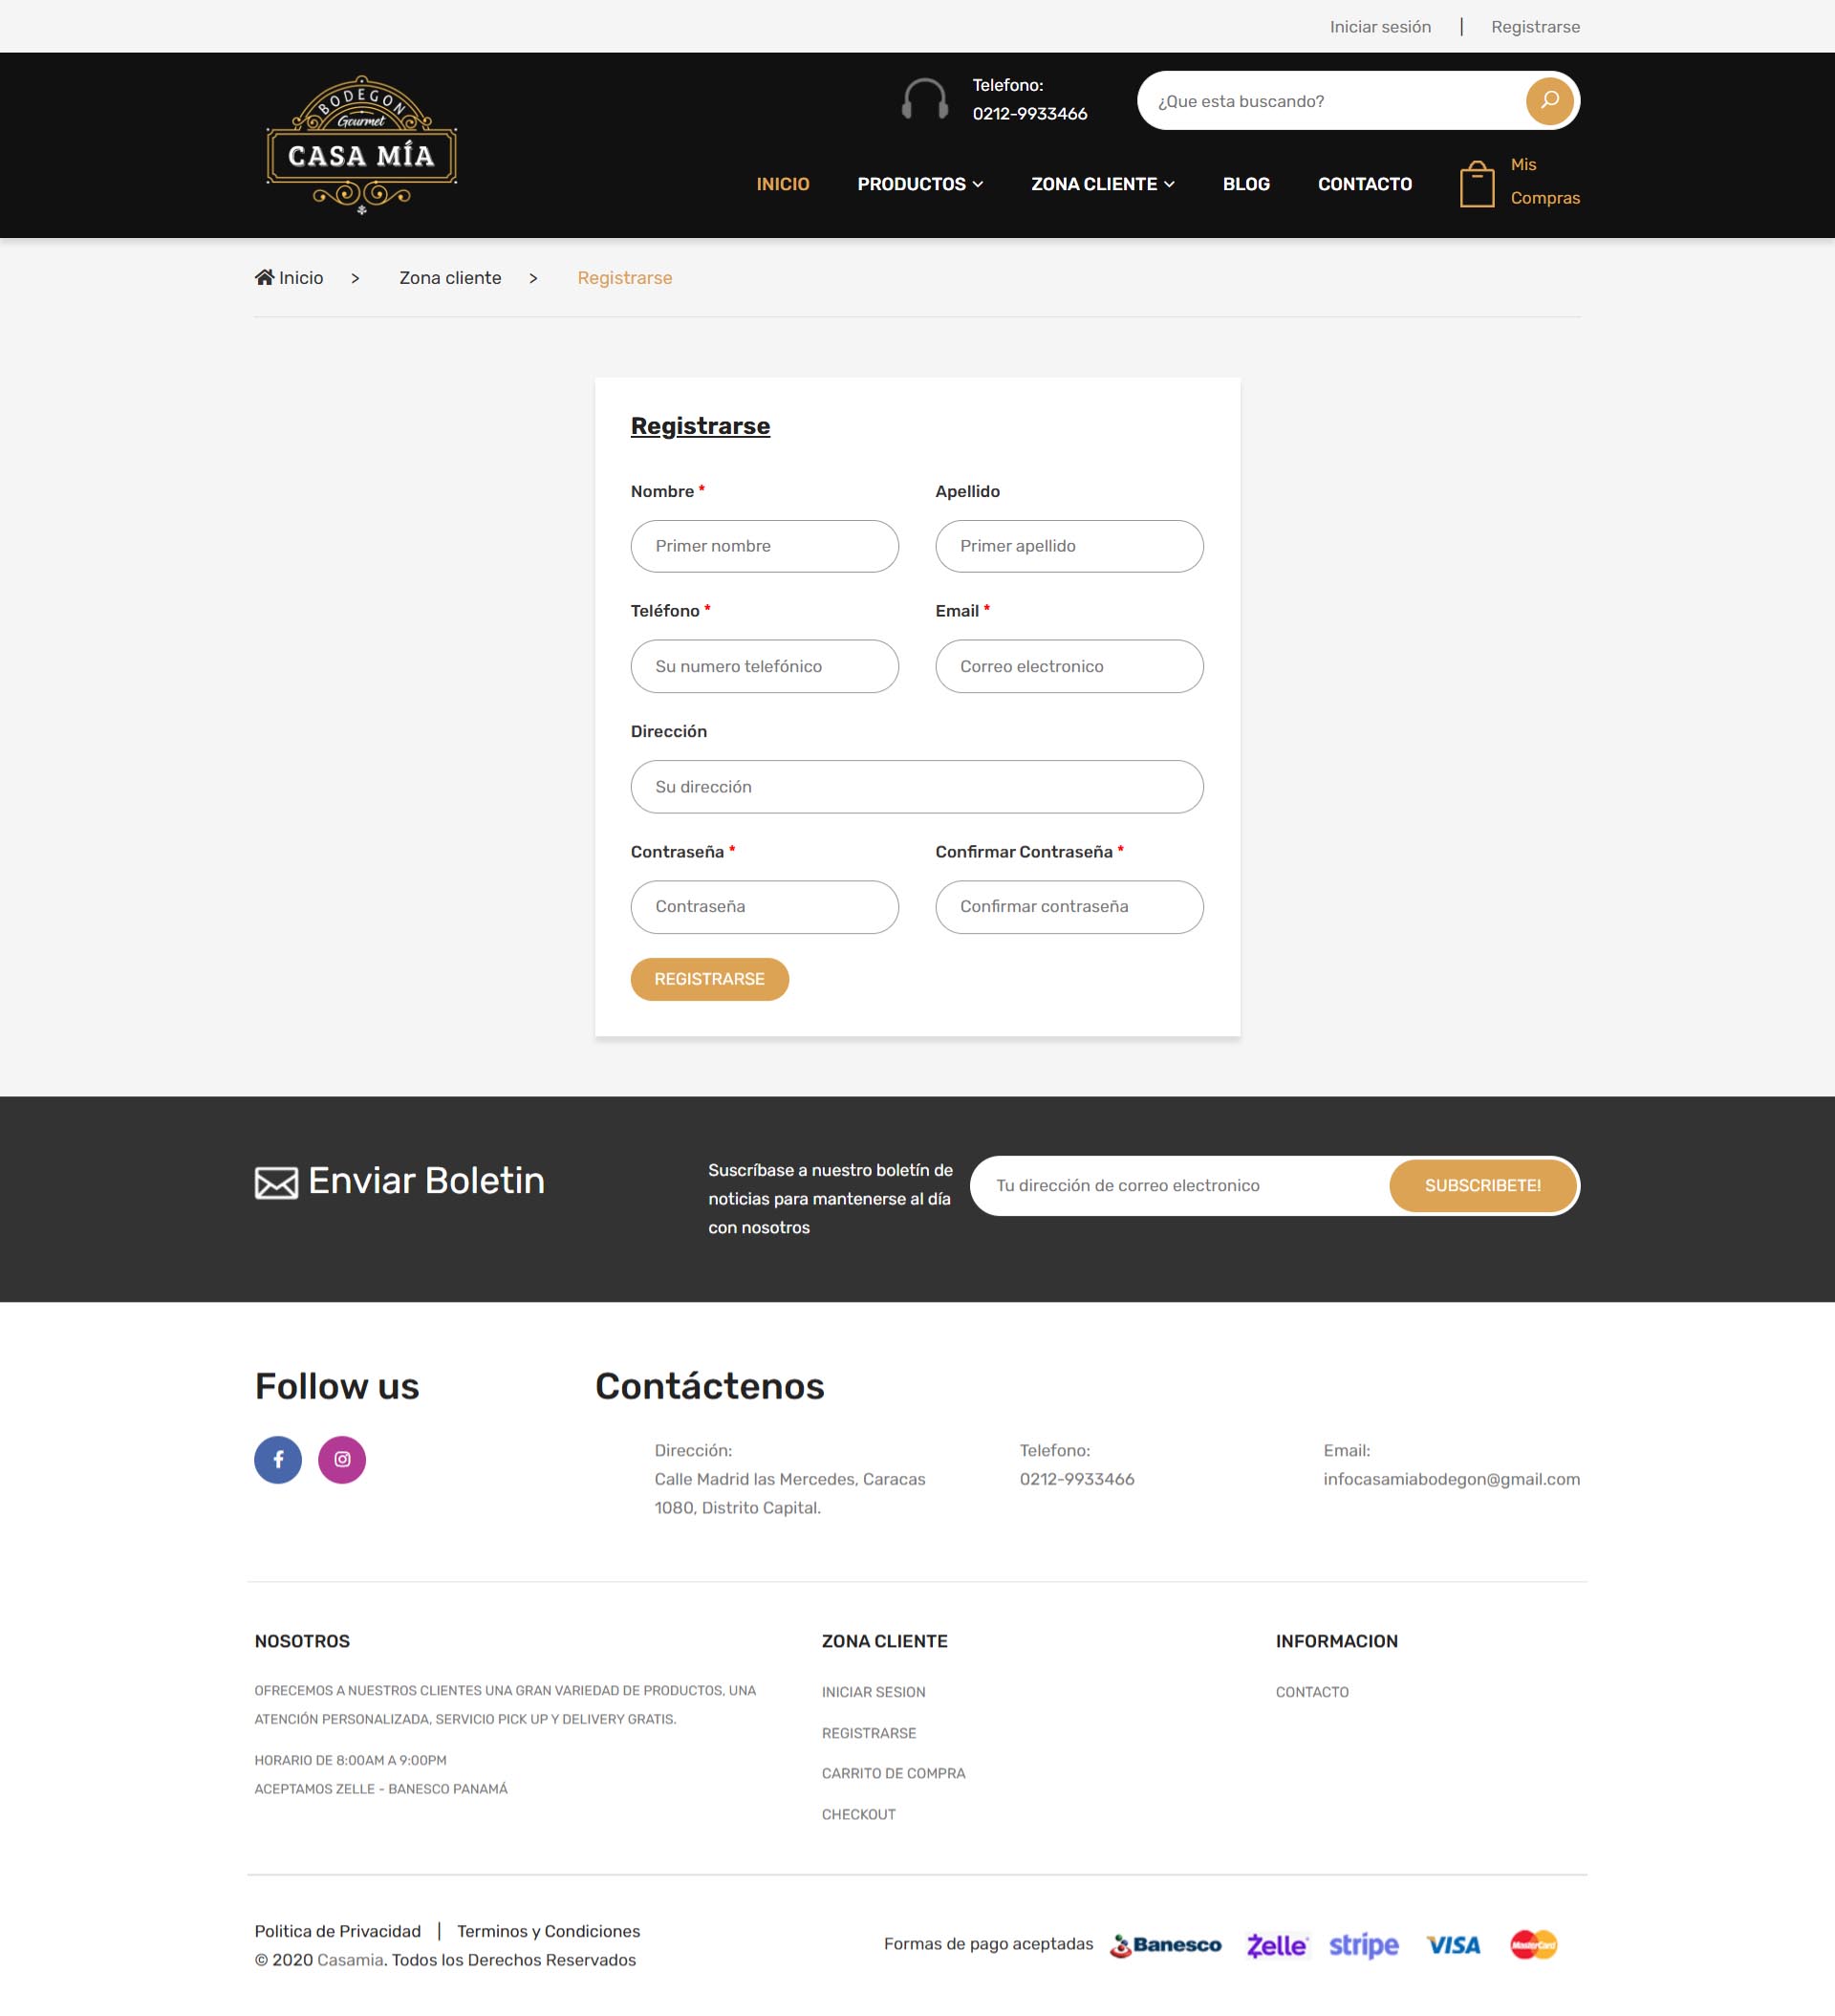 Iniciar sesión | Registrarse
BODEGON
Gourmet
CASA MÍA
Telefono:
0212-9933466
¿Que esta buscando?
INICIO PRODUCTOS ZONA CLIENTE BLOG CONTACTO
Mis
Compras
Inicio > Zona cliente > Registrarse
Registrarse
Nombre * Apellido
Primer nombre Primer apellido
Teléfono * Email *
Su numero telefónico Correo electronico
Dirección
Su dirección
Contraseña * Confirmar Contraseña *
Contraseña Confirmar contraseña
REGISTRARSE
Enviar Boletin
Suscríbase a nuestro boletín de
noticias para mantenerse al día
con nosotros
Tu dirección de correo electronico SUBSCRIBETE!
Follow us
Contáctenos
Dirección:
Calle Madrid las Mercedes, Caracas
1080, Distrito Capital.
Telefono:
0212-9933466
Email:
infocasamiabodegon@gmail.com
NOSOTROS
OFRECEMOS A NUESTROS CLIENTES UNA GRAN VARIEDAD DE PRODUCTOS, UNA
ATENCIÓN PERSONALIZADA, SERVICIO PICK UP Y DELIVERY GRATIS.
HORARIO DE 8:00AM A 9:00PM
ACEPTAMOS ZELLE - BANESCO PANAMÁ
ZONA CLIENTE
INICIAR SESION
REGISTRARSE
CARRITO DE COMPRA
CHECKOUT
INFORMACION
CONTACTO
Politica de Privacidad | Terminos y Condiciones
© 2020 Casamia. Todos los Derechos Reservados
Formas de pago aceptadas Banesco Zelle stripe VISA MasterCard